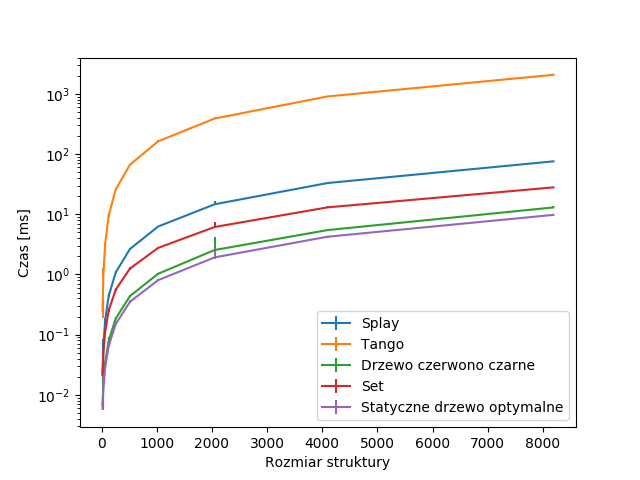 Czas [ms]
10³
10²
10¹
10⁰
10⁻¹
10⁻²
Splay
Tango
Drzewo czerwono czarne
Set
Statyczne drzewo optymalne
0 1000 2000 3000 4000 5000 6000 7000 8000
Rozmiar struktury